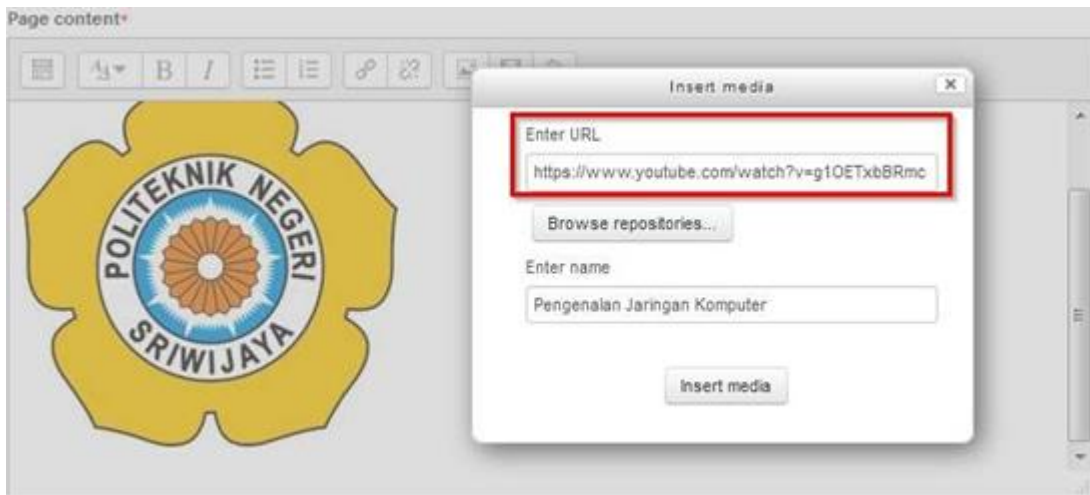 Page content*
B I
Insert media
Enter URL
https://www.youtube.com/watch?v=g1OETxbBRmc
Browse repositories...
Enter name
Pengenalan Jaringan Komputer
Insert media
POLITEKNIK NEGERI
SRIWIJAYA